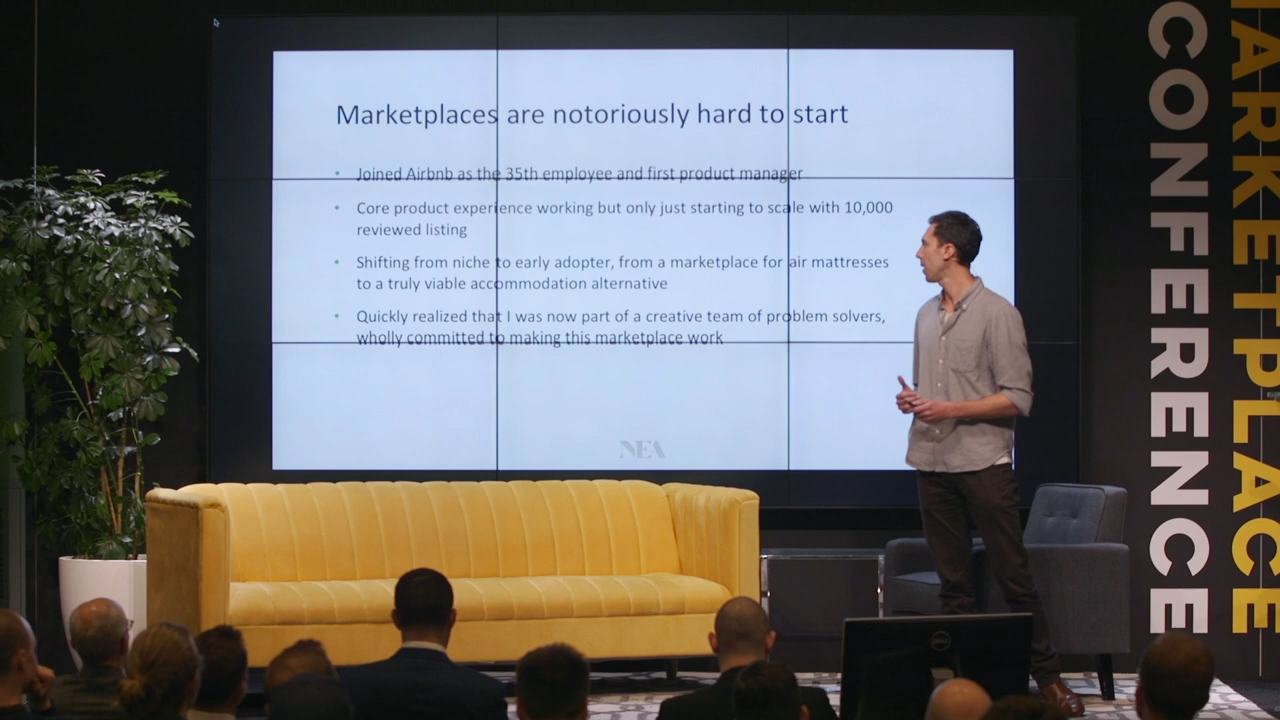 Marketplaces are notoriously hard to start
• Joined Airbnb as the 35th employee and first product manager
• Core product experience working but only just starting to scale with 10,000
reviewed listing
• Shifting from niche to early adopter, from a marketplace for air mattresses
to a truly viable accommodation alternative
• Quickly realized that I was now part of a creative team of problem solvers,
wholly committed to making this marketplace work
NEA
CONFERENCE
MARKETPLACE
DELL